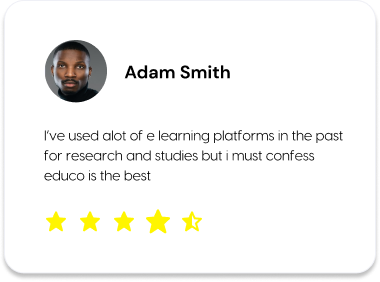 Adam Smith
I've used alot of e learning platforms in the past
for research and studies but i must confess
educo is the best